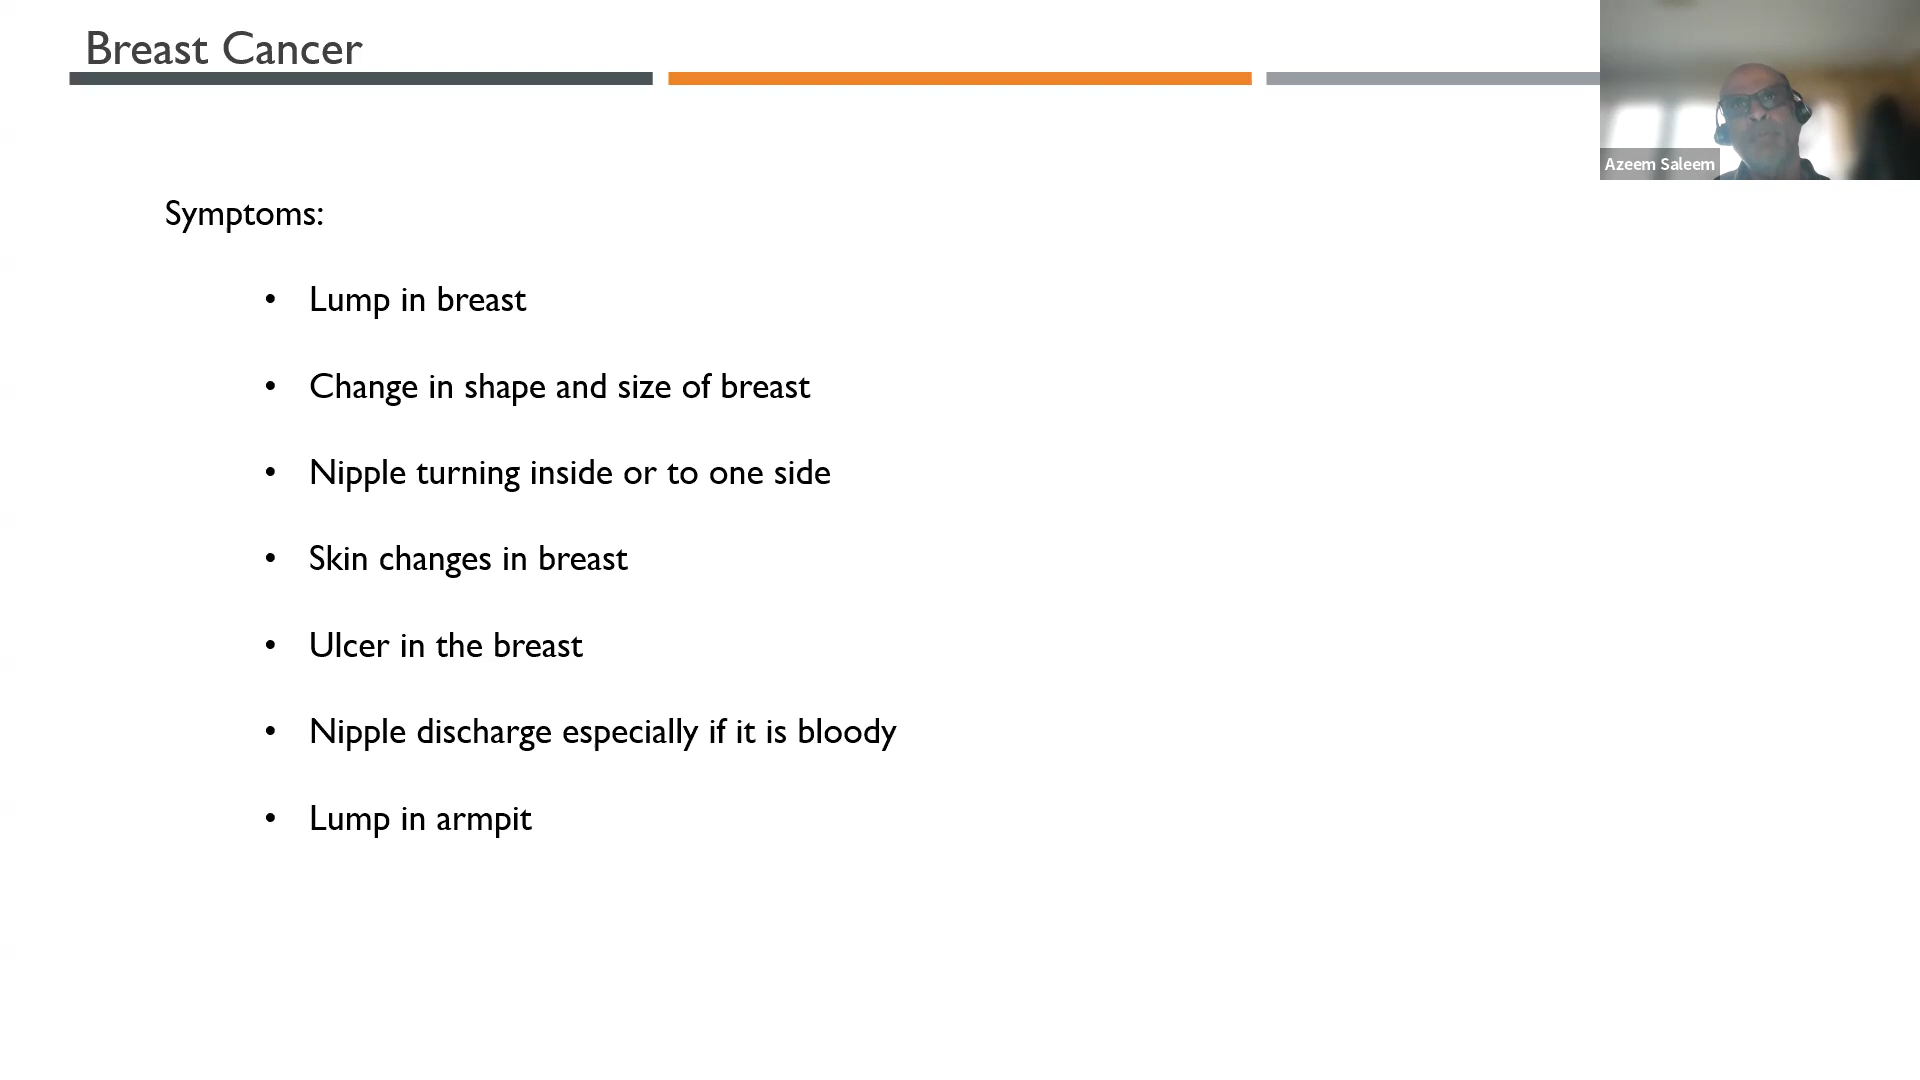 Breast Cancer
Azeem Saleem
Symptoms:
• Lump in breast
• Change in shape and size of breast
• Nipple turning inside or to one side
• Skin changes in breast
• Ulcer in the breast
• Nipple discharge especially if it is bloody
• Lump in armpit